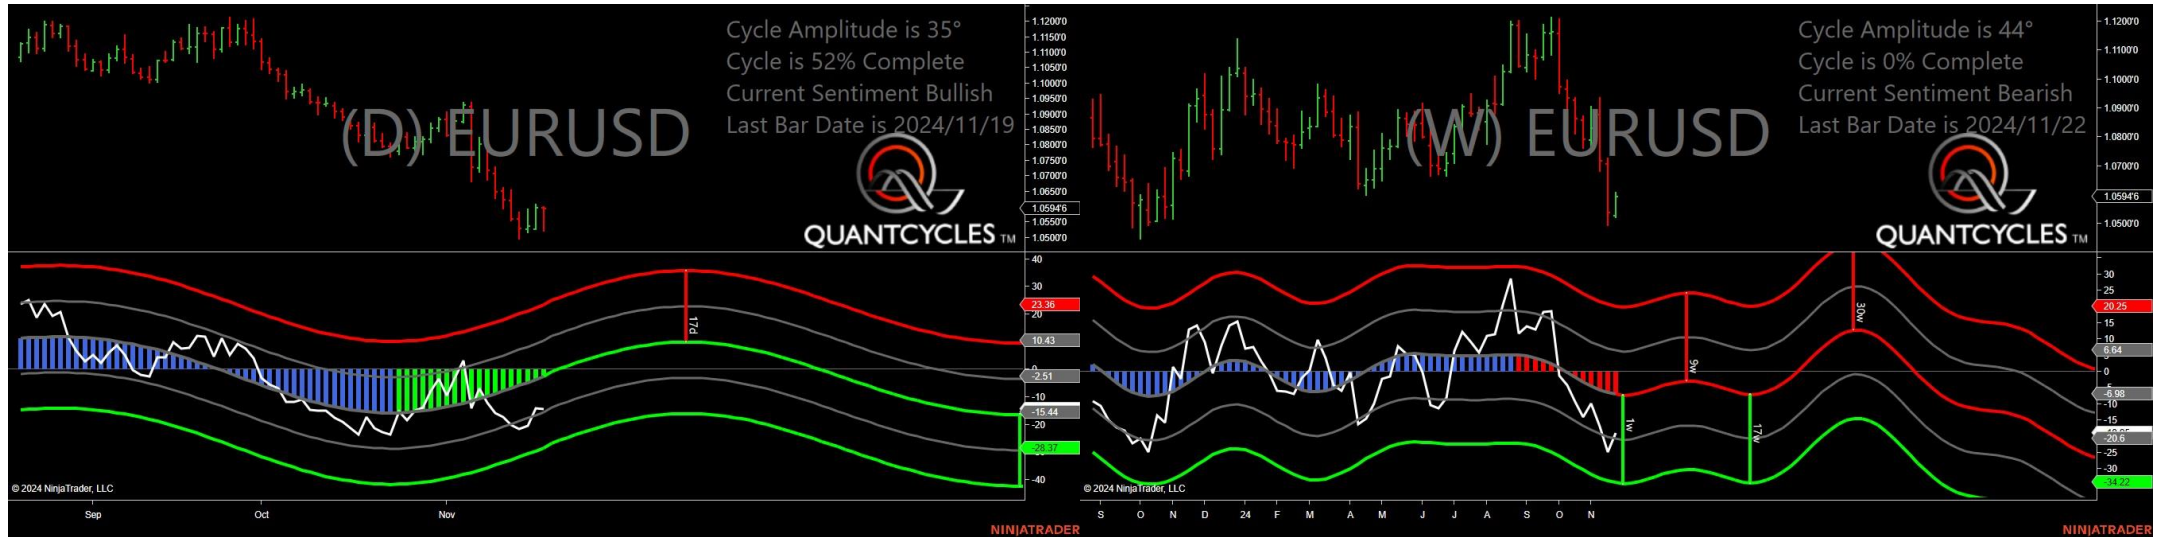 Cycle Amplitude is 35°
Cycle is 52% Complete
Current Sentiment Bullish
Last Bar Date is 2024/11/19
(D) EURUSD
QUANTCYCLES TM
1.1200'0
1.1150'0
1.1100'0
1.1050'0
1.1000'0
1.0950'0
1.0900'0
1.0850'0
1.0800'0
1.0750'0
1.0700'0
1.0650'0
1.0594'6
1.0550'0
1.0500'0
40
30
23.36
20
10.43
0
-2.51
-10
-15.44
-20
-28.37
-40
17d
© 2024 NinjaTrader, LLC
Sep Oct Nov
NINJATRADER
Cycle Amplitude is 44°
Cycle is 0% Complete
Current Sentiment Bearish
Last Bar Date is 2024/11/22
(W) EURUSD
QUANTCYCLES TM
1.1200'0
1.1100'0
1.1000'0
1.0900'0
1.0800'0
1.0700'0
1.0594'6
1.0500'0
30
25
20.25
15
10
6.64
0
-6.98
-10
-15
-20.6
-25
-30
-34.22
9w
30w
1w
17w
© 2024 NinjaTrader, LLC
S O N D 24 F M A M J J A S O N
NINJATRADER